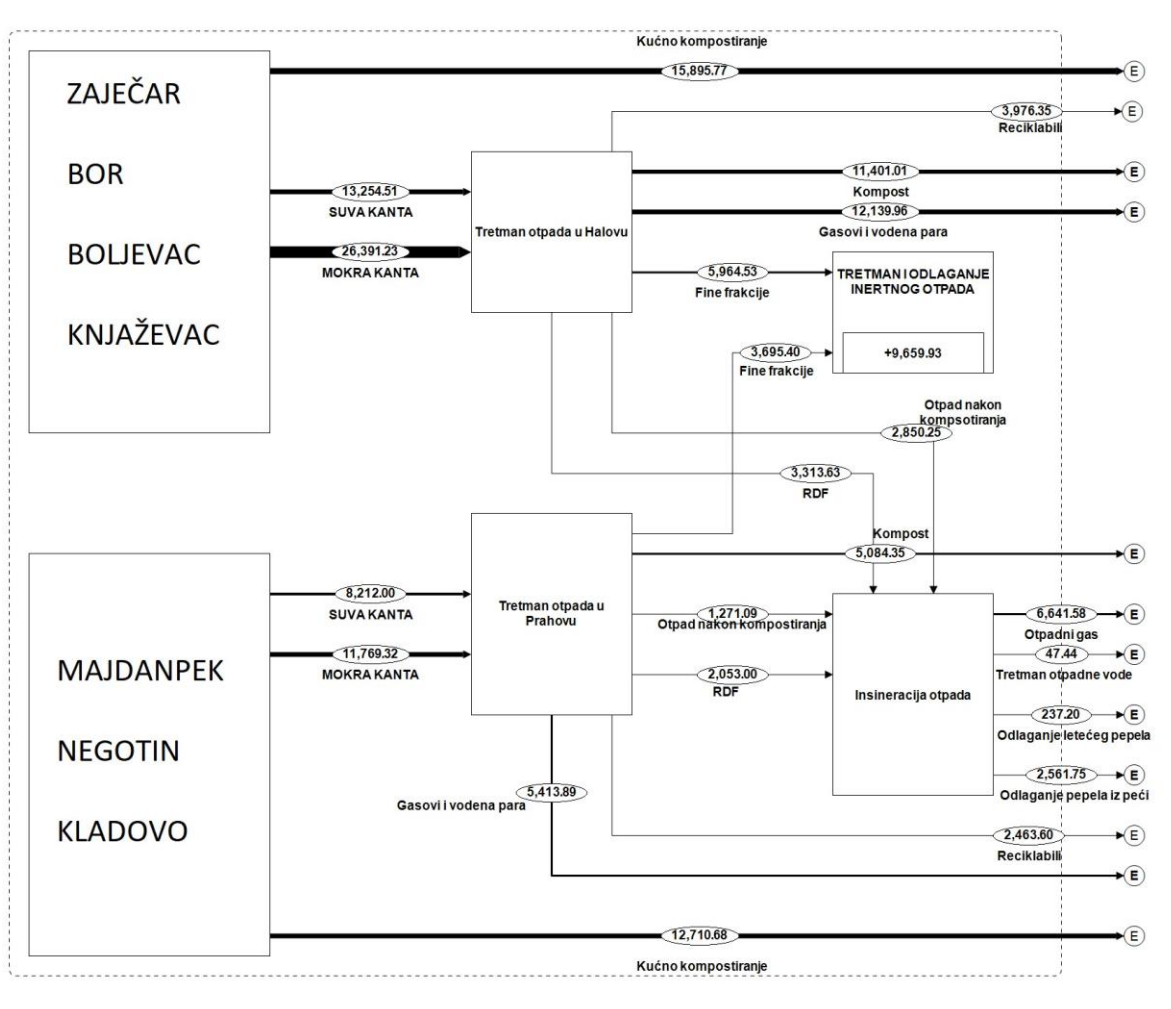 Kućno kompostiranje
15,895.77
E
ZAJEČAR
BOR
BOLJEVAC
KNJAŽEVAC
3,976.35
E
Reciklabili
13,254.51
SUVA KANTA
26,391.23
MOKRA KANTA
Tretman otpada u Halovu
11,401.01
E
Kompost
12,139.96
E
Gasovi i vodena para
5,964.53
Fine frakcije
TRETMAN I ODLAGANJE
INERTNOG OTPADA
+9,659.93
3,695.40
Fine frakcije
Otpad nakon
kompsotiranja
2,850.25
3,313.63
RDF
MAJDANPEK
NEGOTIN
KLADOVO
8,212.00
SUVA KANTA
11,769.32
MOKRA KANTA
Tretman otpada u
Prahovu
Kompost
5,084.35
E
1,271.09
Otpad nakon kompostiranja
2,053.00
RDF
Insineracija otpada
6,641.58
E
Otpadni gas
47.44
E
Tretman otpadne vode
237.20
E
Odlaganje letećeg pepela
2,561.75
E
Odlaganje pepela iz peći
5,413.89
Gasovi i vodena para
2,463.60
E
Reciklabili
E
12,710.68
E
Kućno kompostiranje